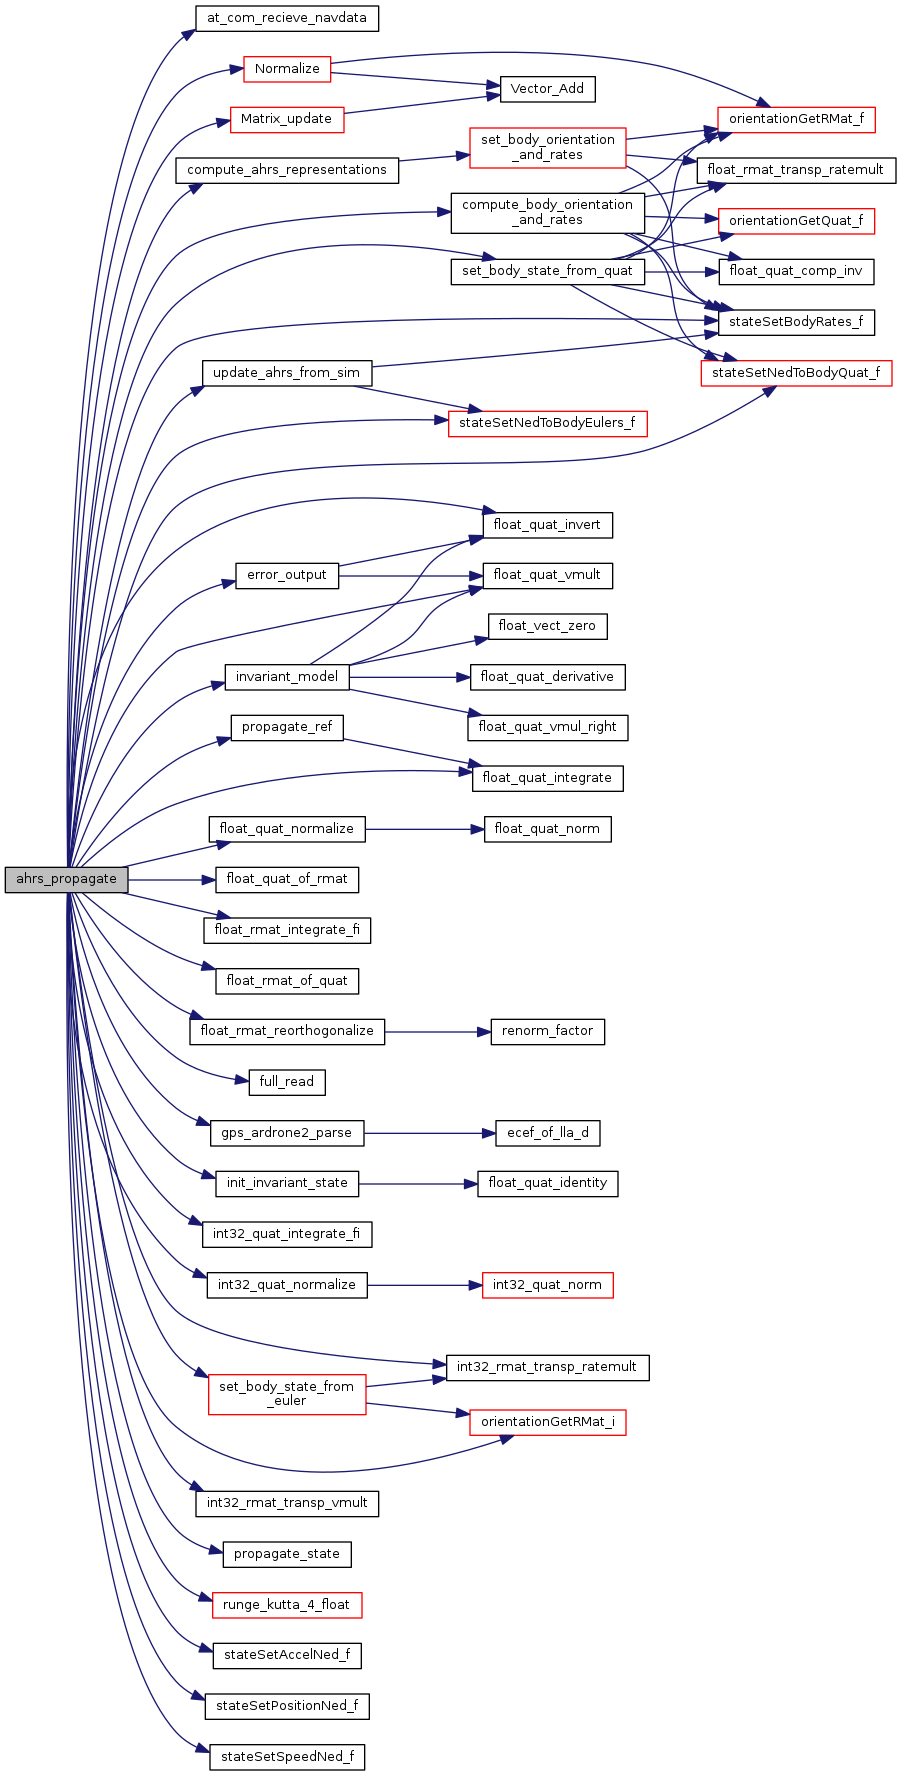 at_com_recieve_navdata
Normalize
Vector_Add
Matrix_update
orientationGetRMat_f
set_body_orientation
_and_rates
compute_ahrs_representations
float_rmat_transp_ratemult
compute_body_orientation
_and_rates
orientationGetQuat_f
set_body_state_from_quat
float_quat_comp_inv
stateSetBodyRates_f
update_ahrs_from_sim
stateSetNedToBodyQuat_f
stateSetNedToBodyEulers_f
float_quat_invert
error_output
float_quat_vmult
float_vect_zero
invariant_model
float_quat_derivative
propagate_ref
float_quat_vmul_right
float_quat_integrate
float_quat_normalize
float_quat_norm
ahrs_propagate
float_quat_of_rmat
float_rmat_integrate_fi
float_rmat_of_quat
float_rmat_reorthogonalize
renorm_factor
full_read
gps_ardrone2_parse
ecef_of_lla_d
init_invariant_state
float_quat_identity
int32_quat_integrate_fi
int32_quat_normalize
int32_quat_norm
int32_rmat_transp_ratemult
set_body_state_from
_euler
orientationGetRMat_i
int32_rmat_transp_vmult
propagate_state
runge_kutta_4_float
stateSetAccelNed_f
stateSetPositionNed_f
stateSetSpeedNed_f